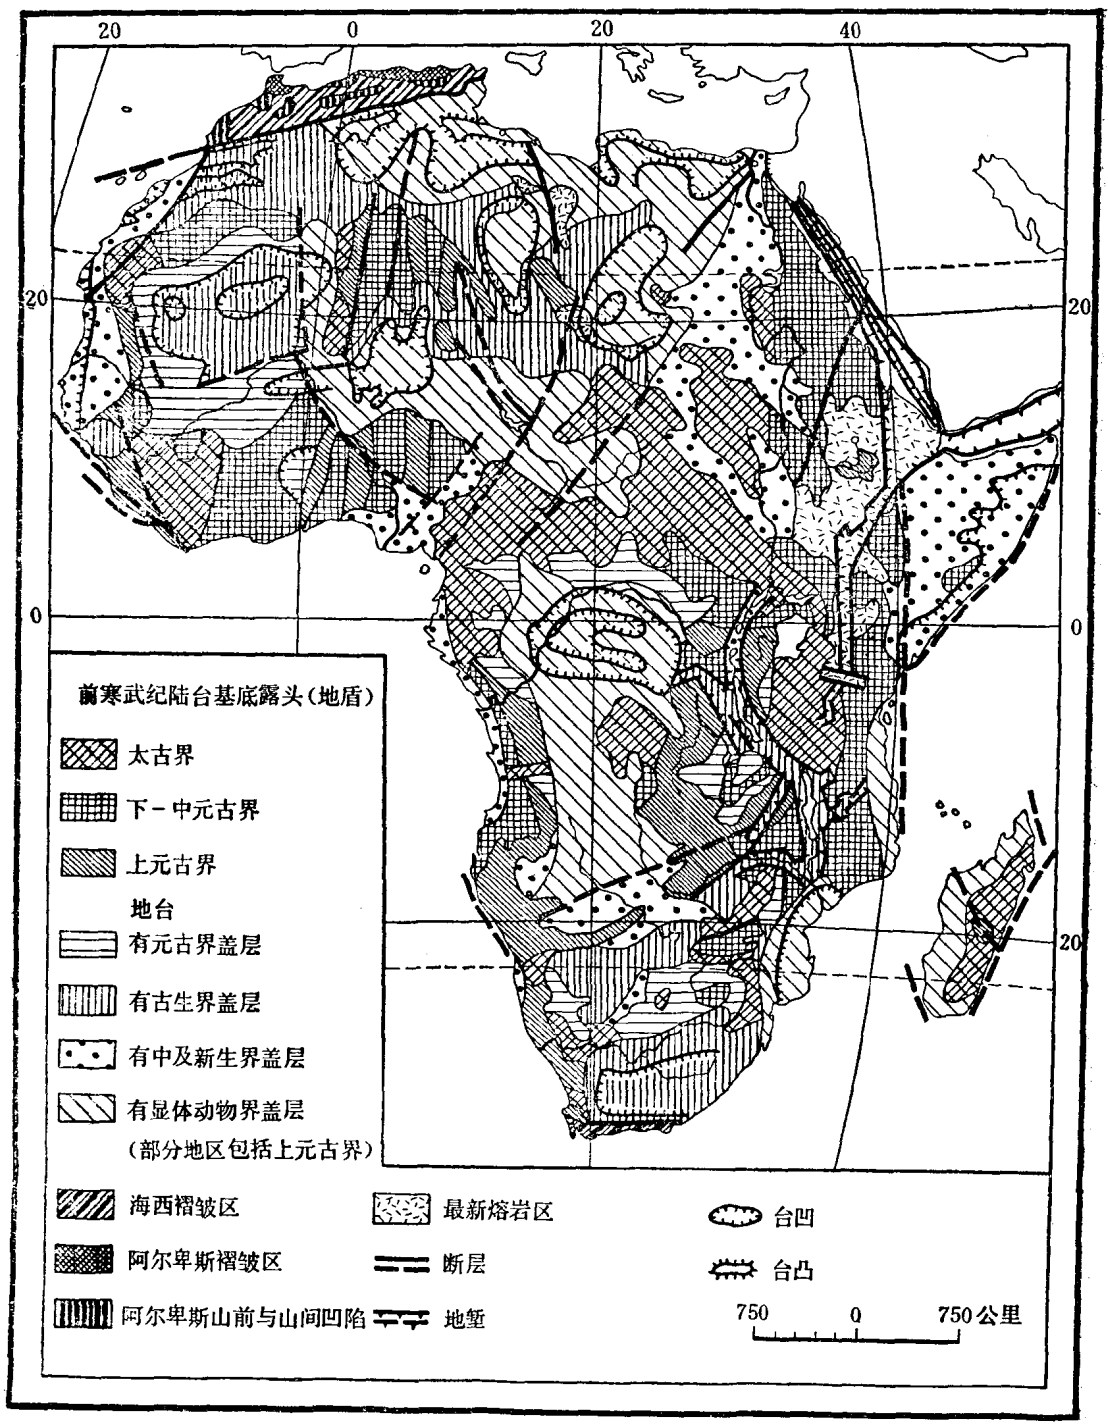 20 0 20 40
20
20
0
0
20
前寒武纪陆台基底露头(地盾)
太古界
下-中元古界
上元古界
地台
有元古界盖层
有古生界盖层
有中及新生界盖层
有显体动物界盖层
(部分地区包括上元古界)
海西褶皱区
阿尔卑斯褶皱区
阿尔卑斯山前与山间凹陷
最新熔岩区
断层
地堑
台凹
台凸
750 0 750公里